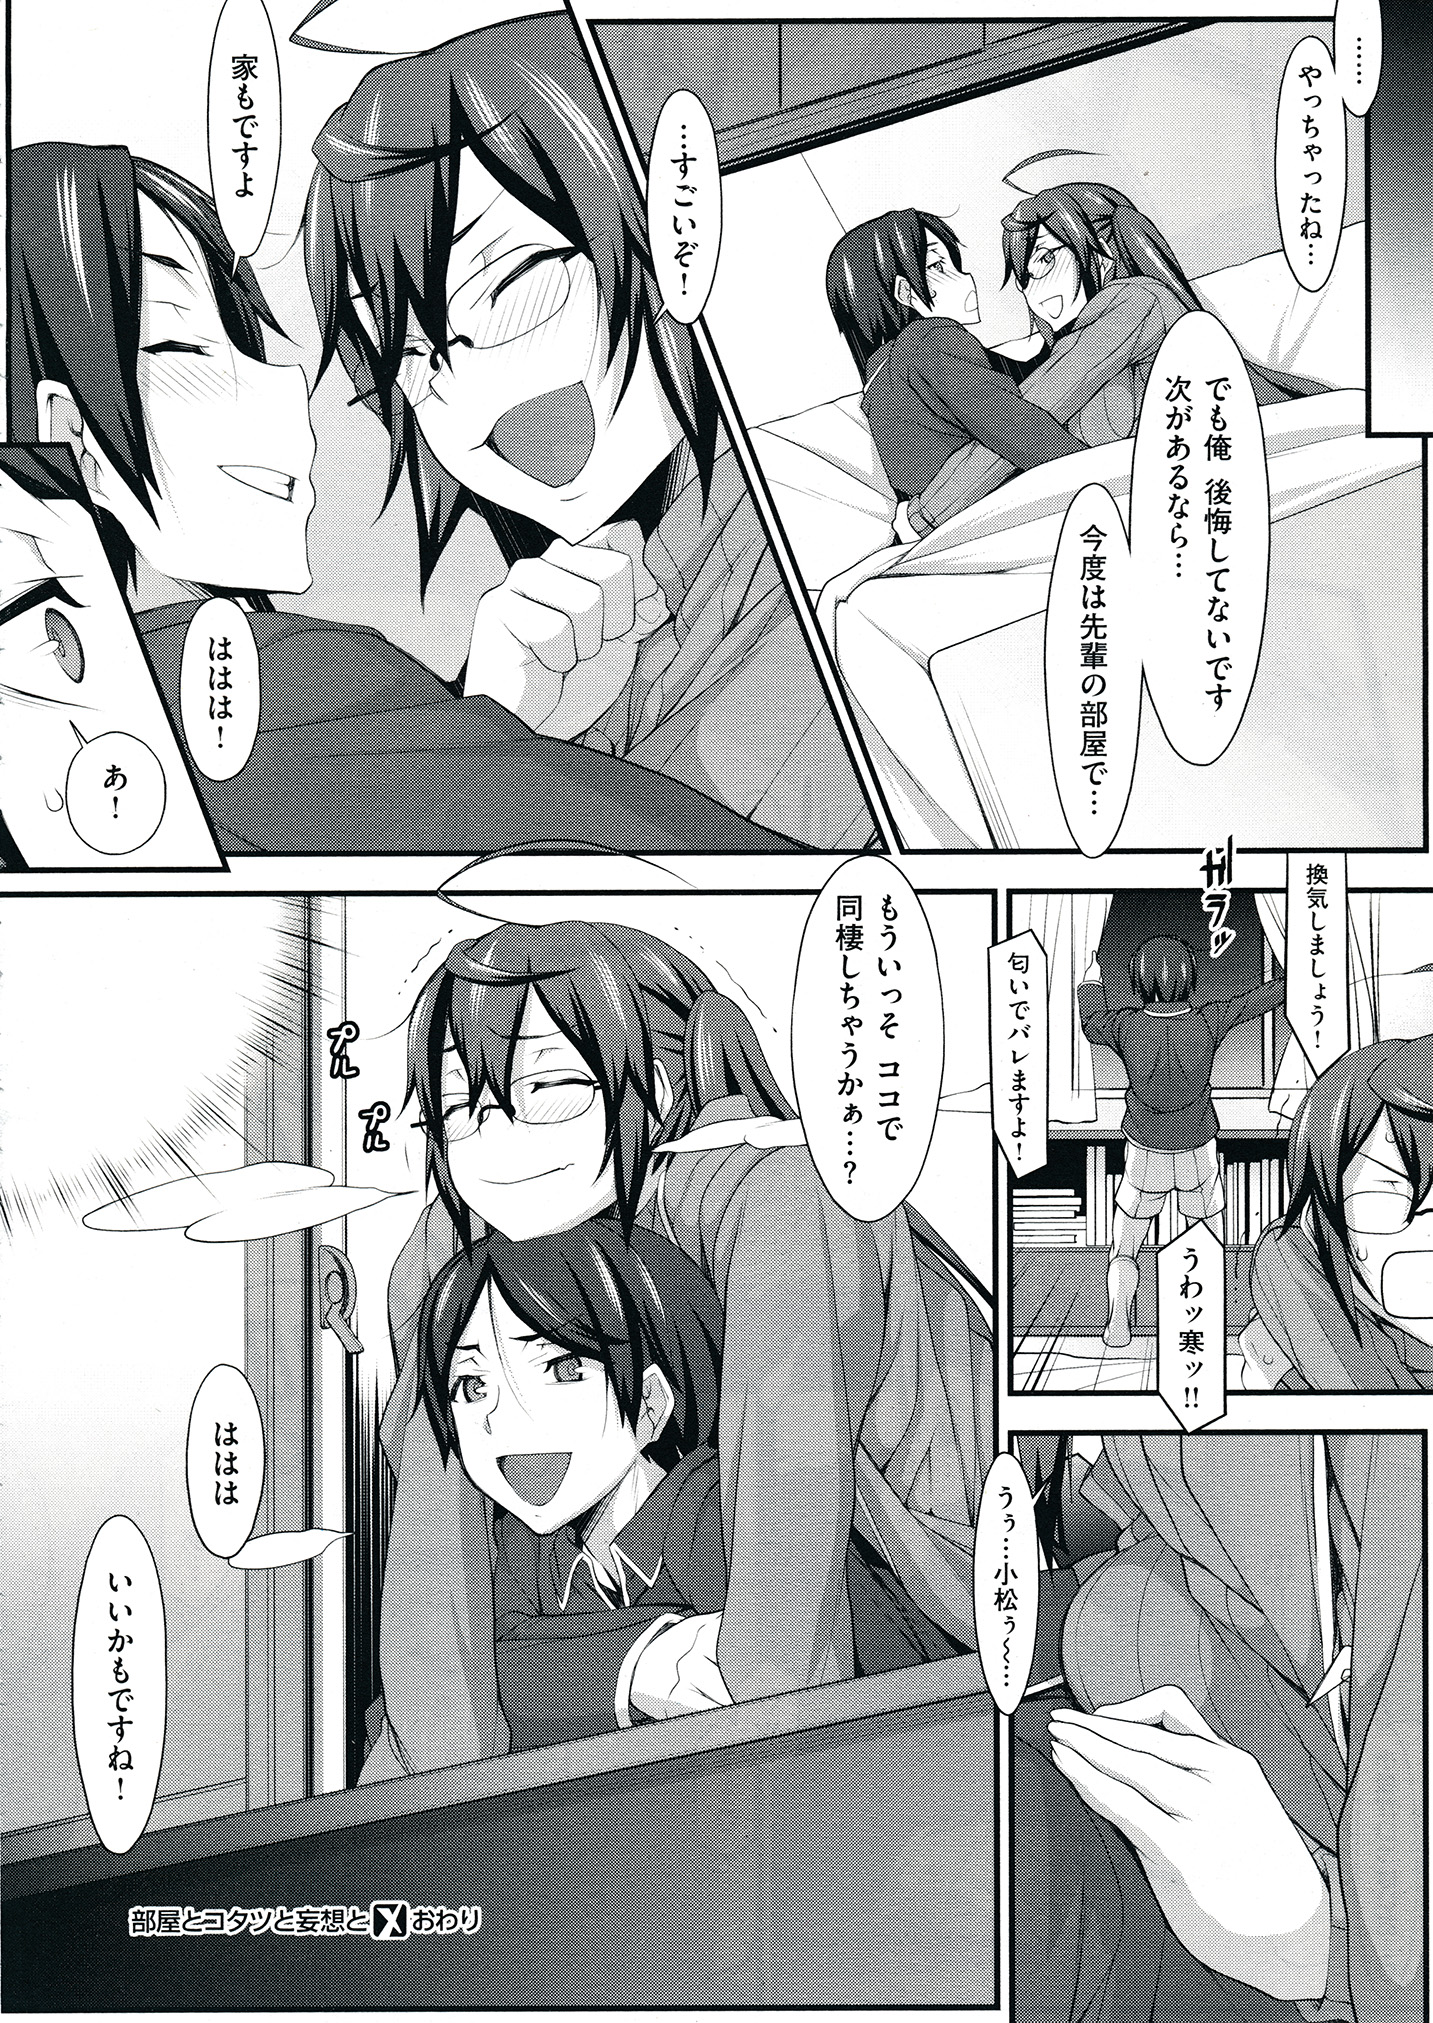 ……
やっちゃったね…
でも俺 後悔してないです
次があるなら…
今度は先輩の部屋で…
…すごいぞ!
家もですよ
ははは!
あ!
換気しましょう!
ガラッ
匂いでバレますよ!
うわッ寒ッ!!
うぅ…小松ぅ〜…
もういっそ ココで
同棲しちゃうかぁ…?
プル
プル
ははは
いいかもですね!
部屋とコタツと妄想と X おわり